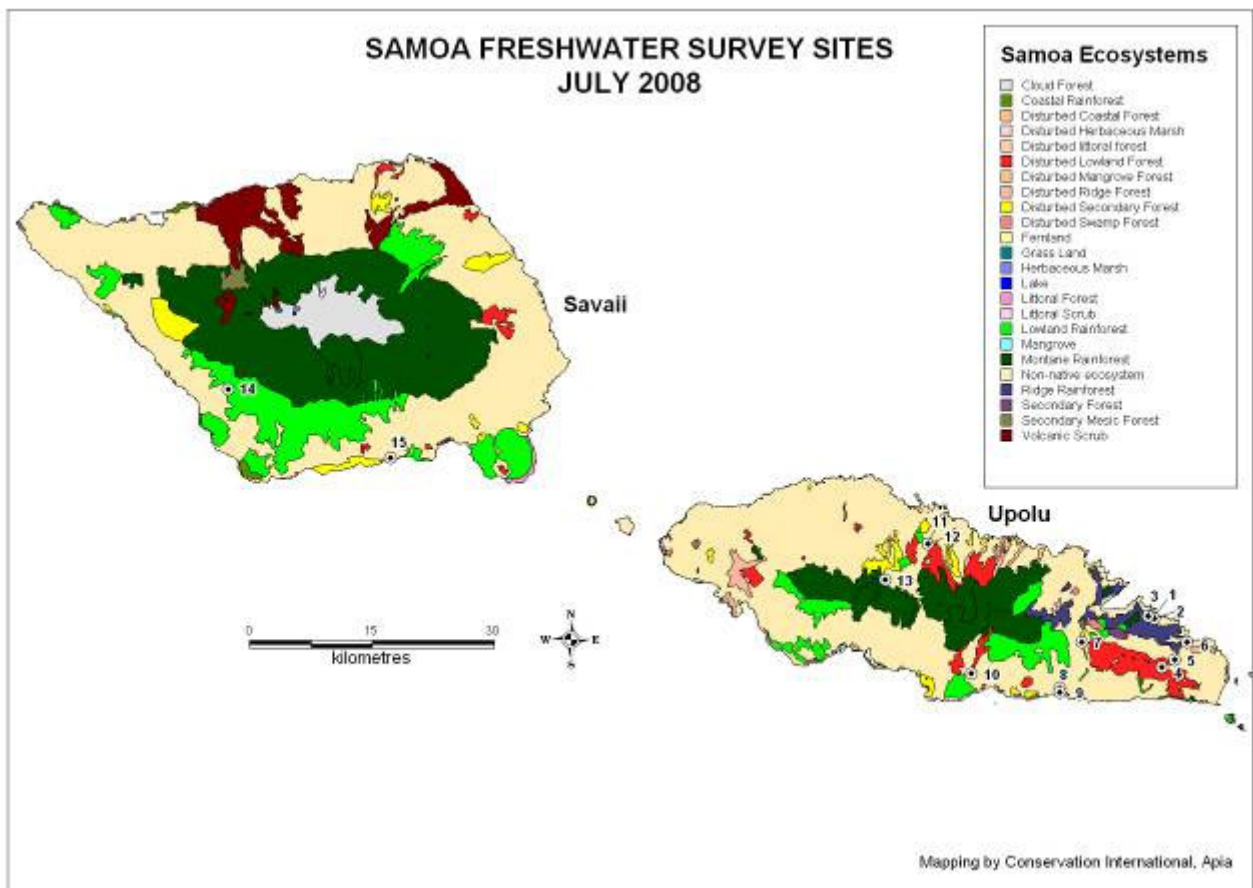 SAMOA FRESHWATER SURVEY SITES
JULY 2008
Samoa Ecosystems
Cloud Forest
Coastal Rainforest
Disturbed Coastal Forest
Disturbed Herbaceous Marsh
Disturbed littoral forest
Disturbed Lowland Forest
Disturbed Mangrove Forest
Disturbed Ridge Forest
Disturbed Secondary Forest
Disturbed Swamp Forest
Fernland
Grass Land
Herbaceous Marsh
Lake
Littoral Forest
Littoral Scrub
Lowland Rainforest
Mangrove
Montane Rainforest
Non-native ecosystem
Ridge Rainforest
Secondary Forest
Secondary Mesic Forest
Volcanic Scrub
Savaii
14
15
Upolu
11
12
13
3 1
2
7
6
5
4
10
8
9
0 15 30
kilometres
N
W E
S
Mapping by Conservation International, Apia